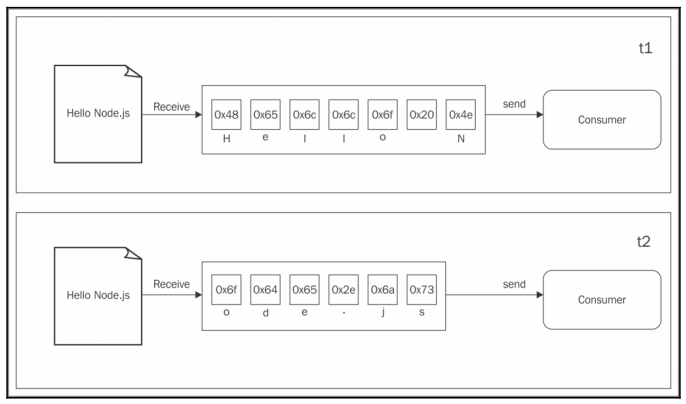 t1
Hello Node.js
Receive
0x48 0x65 0x6c 0x6c 0x6f 0x20 0x4e
H e l l o N
send
Consumer
t2
Hello Node.js
Receive
0x6f 0x64 0x65 0x2e 0x6a 0x73
o d e . j s
send
Consumer